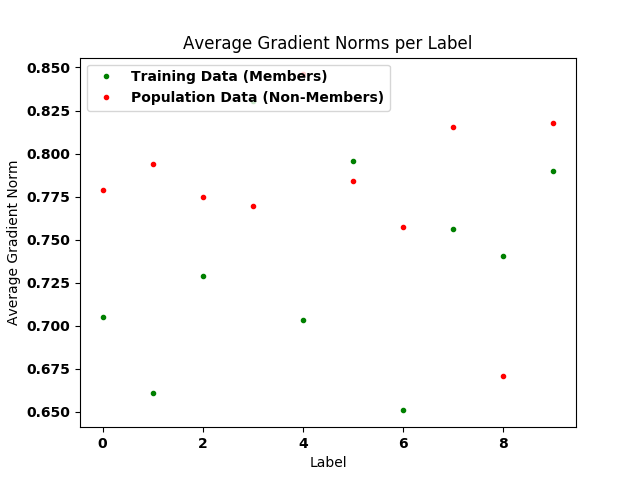 Average Gradient Norms per Label
Training Data (Members)
Population Data (Non-Members)
0.850
0.825
0.800
0.775
0.750
0.725
0.700
0.675
0.650
Average Gradient Norm
0 2 4 6 8
Label